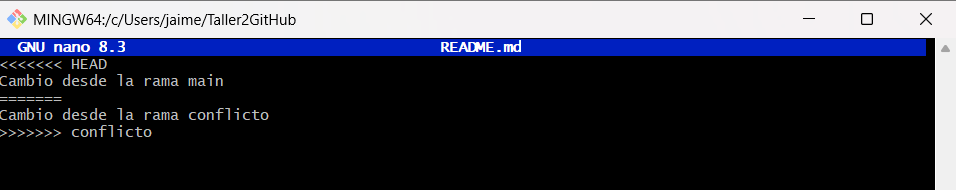 MINGW64:/c/Users/jaime/Taller2GitHub
GNU nano 8.3 README.md
<<<<<<< HEAD
Cambio desde la rama main
=======
Cambio desde la rama conflicto
>>>>>>> conflicto